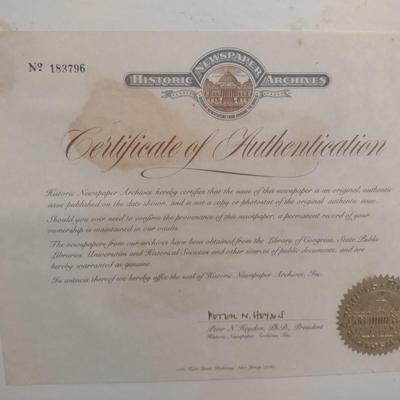 Nº 183796
HISTORIC NEWSPAPER ARCHIVES
Certificate of Authentication
Historic Newspaper Archives hereby certifies that the issue of this newspaper is an original, authentic
issue published on the date shown, and is not a copy or photostat of the original authentic issue.
Should you ever need to confirm the provenance of this newspaper, a permanent record of your
ownership is maintained in our vaults.
The newspapers from our archives have been obtained from the Library of Congress, State Public
Libraries, Universities and Historical Societies and other sources of public documents, and are
hereby warranted as genuine.
In witness thereof we hereby affix the seal of Historic Newspaper Archives, Inc.
PETER N. HEYDON
Peter N. Heydon, Ph.D., President
Historic Newspaper Archives, Inc.
New Jersey